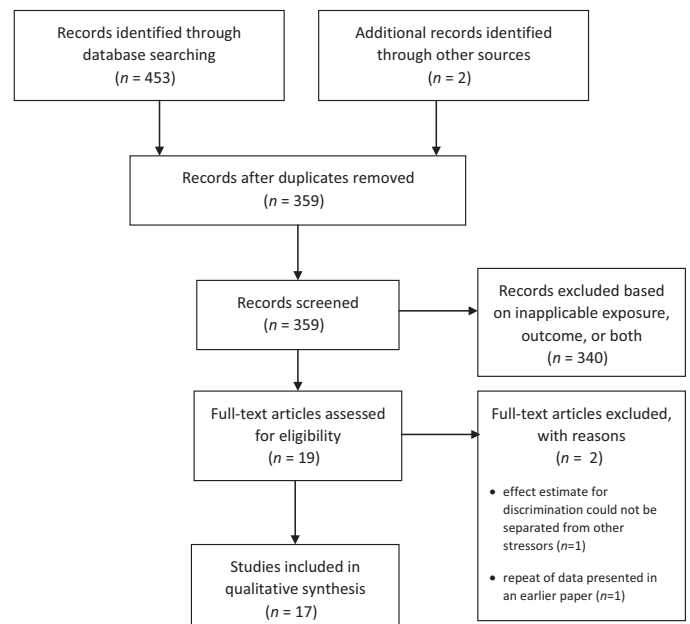 Records identified through
database searching
(n = 453)
Additional records identified
through other sources
(n = 2)
Records after duplicates removed
(n = 359)
Records screened
(n = 359)
Records excluded based
on inapplicable exposure,
outcome, or both
(n = 340)
Full-text articles assessed
for eligibility
(n = 19)
Full-text articles excluded,
with reasons
(n = 2)
• effect estimate for
discrimination could not be
separated from other
stressors (n=1)
• repeat of data presented in
an earlier paper (n=1)
Studies included in
qualitative synthesis
(n = 17)